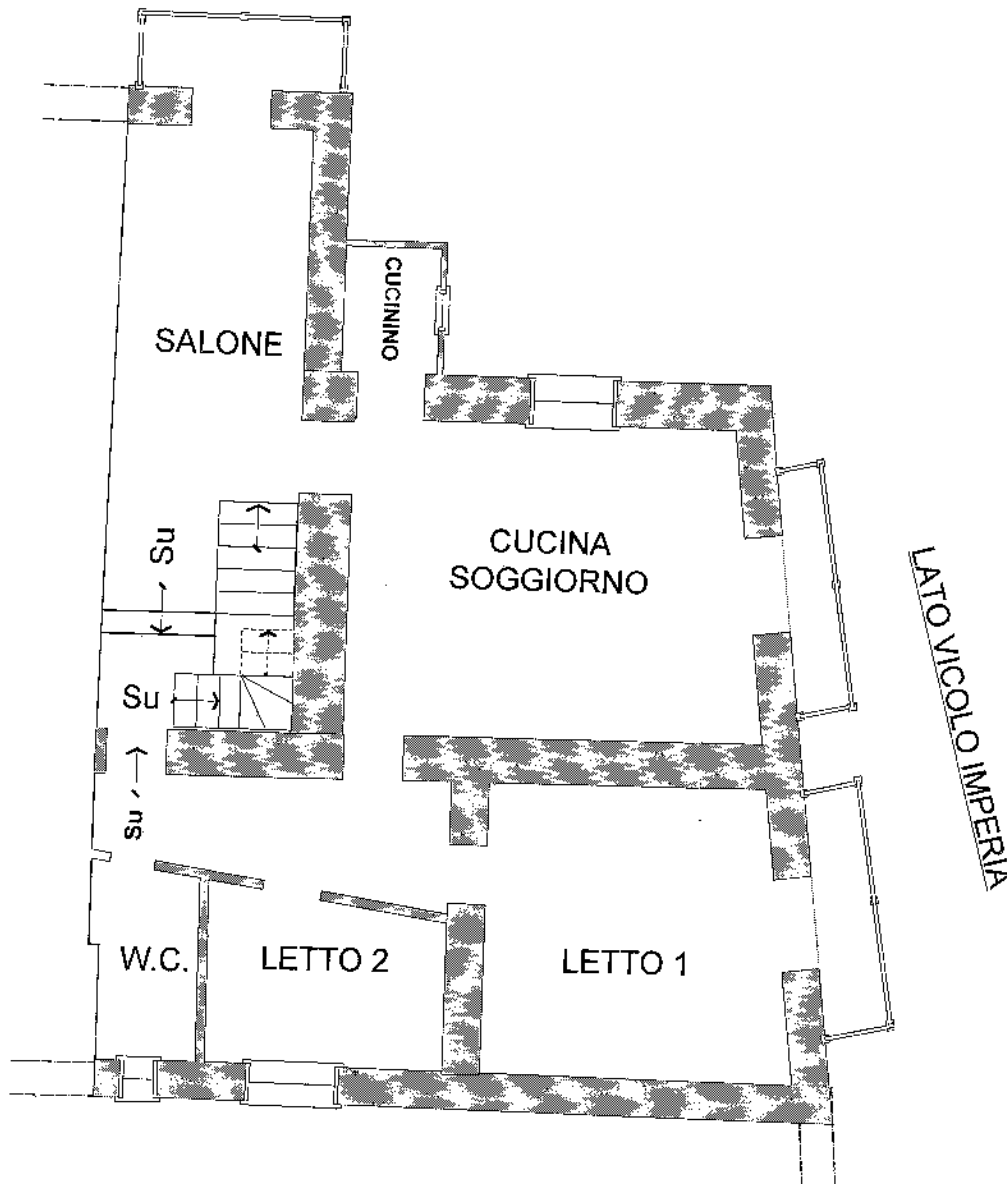 CUCININO
SALONE
Su
CUCINA
SOGGIORNO
LATO VICOLO IMPERIA
Su
Su
W.C.
LETTO 2
LETTO 1